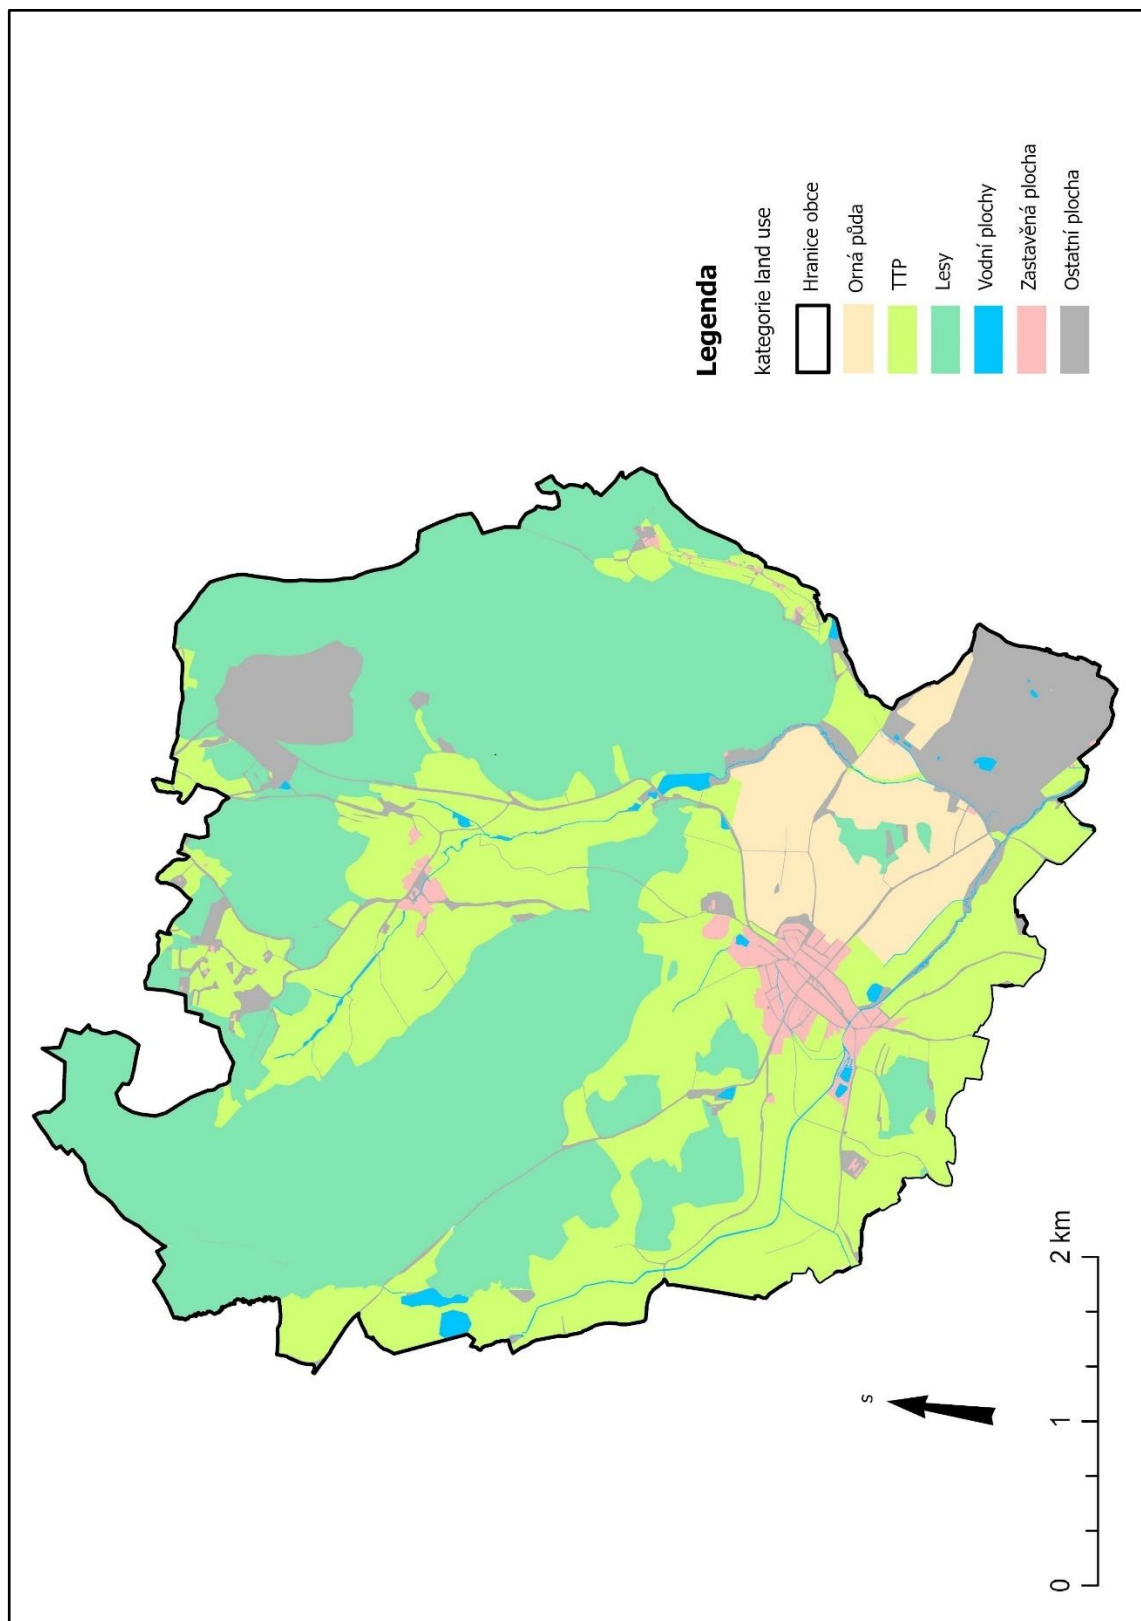 Legenda
kategorie land use
Hranice obce
Orná půda
TTP
Lesy
Vodní plochy
Zastavěná plocha
Ostatní plocha
S
0 1 2 km